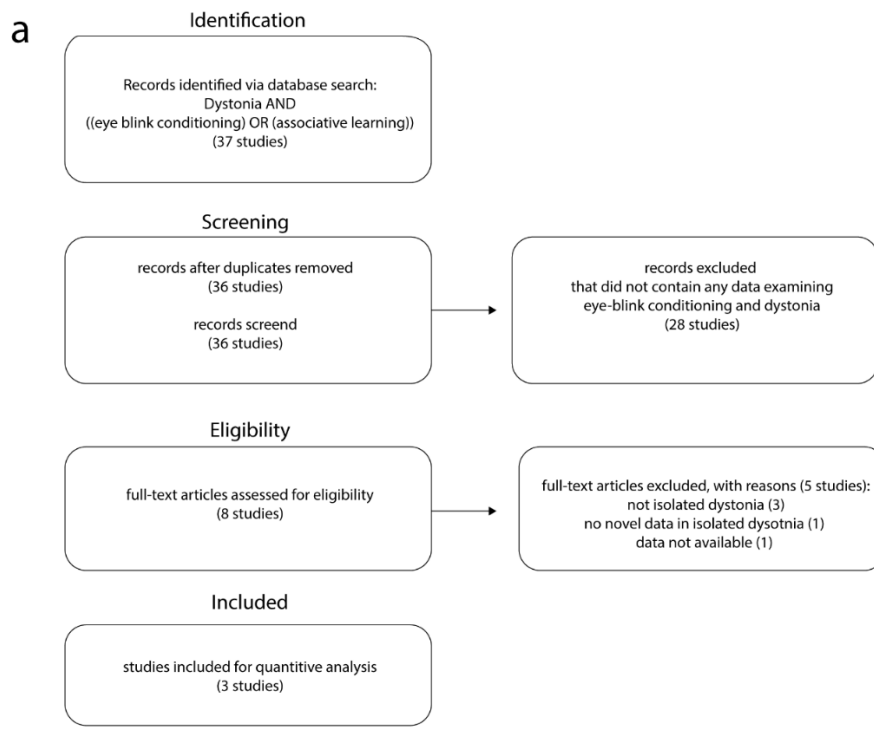 a
Identification
Records identified via database search:
Dystonia AND
((eye blink conditioning) OR (associative learning))
(37 studies)
Screening
records after duplicates removed
(36 studies)
records screend
(36 studies)
records excluded
that did not contain any data examining
eye-blink conditioning and dystonia
(28 studies)
Eligibility
full-text articles assessed for eligibility
(8 studies)
full-text articles excluded, with reasons (5 studies):
not isolated dystonia (3)
no novel data in isolated dysotnia (1)
data not available (1)
Included
studies included for quantitive analysis
(3 studies)